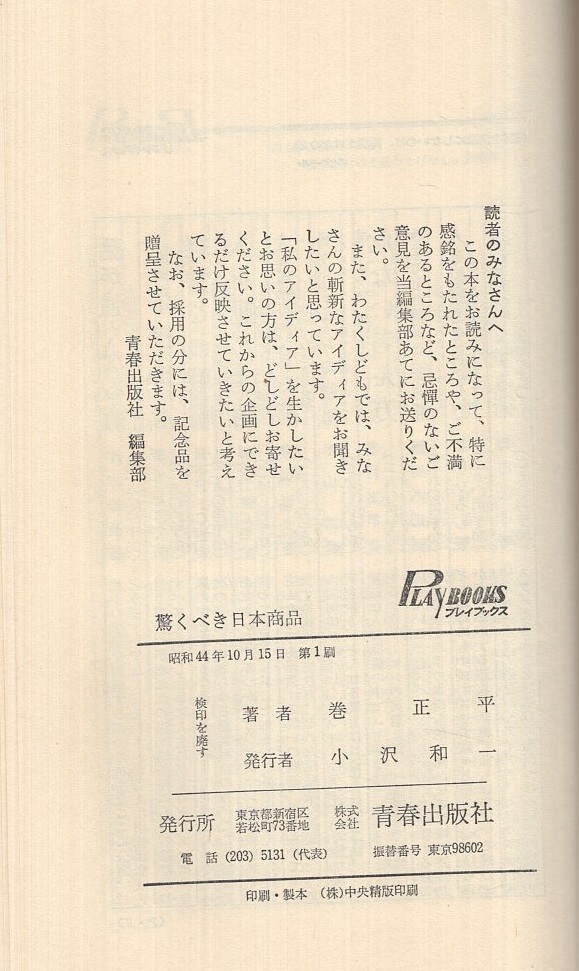 読者のみなさんへ
この本をお読みになって、特に
感銘をもたれたところや、ご不満
のあるところなど、忌憚のないご
意見を当編集部あてにお送りくだ
さい。
また、わたくしどもでは、みな
さんの斬新なアイディアをお聞き
したいと思っています。
「私のアイディア」を生かしたい
とお思いの方は、どしどしお寄せ
ください。これからの企画にでき
るだけ反映させていきたいと考え
ています。
なお、採用の分には、記念品を
贈呈させていただきます。
青春出版社 編集部
PLAY BOOKS
プレイブックス
驚くべき日本商品
昭和44年10月15日 第1刷
検印を廃す
著者 巻正平
発行者 小沢和一
発行所 東京都新宿区若松町73番地 株式会社 青春出版社
電話 (203) 5131 (代表) 振替番号 東京98602
印刷・製本 (株)中央精版印刷